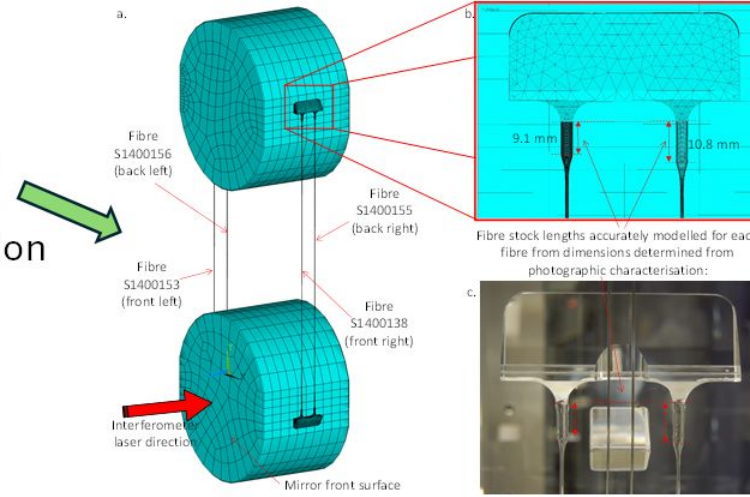 a.
b.
Fibre
S1400156
(back left)
9.1 mm
10.8 mm
Fibre
S1400155
(back right)
on
Fibre stock lengths accurately modelled for eac
fibre from dimensions determined from
photographic characterisation:
Fibre
S1400153
(front left)
c.
Fibre
S1400138
(front right)
Interferometer
laser direction
Mirror front surface